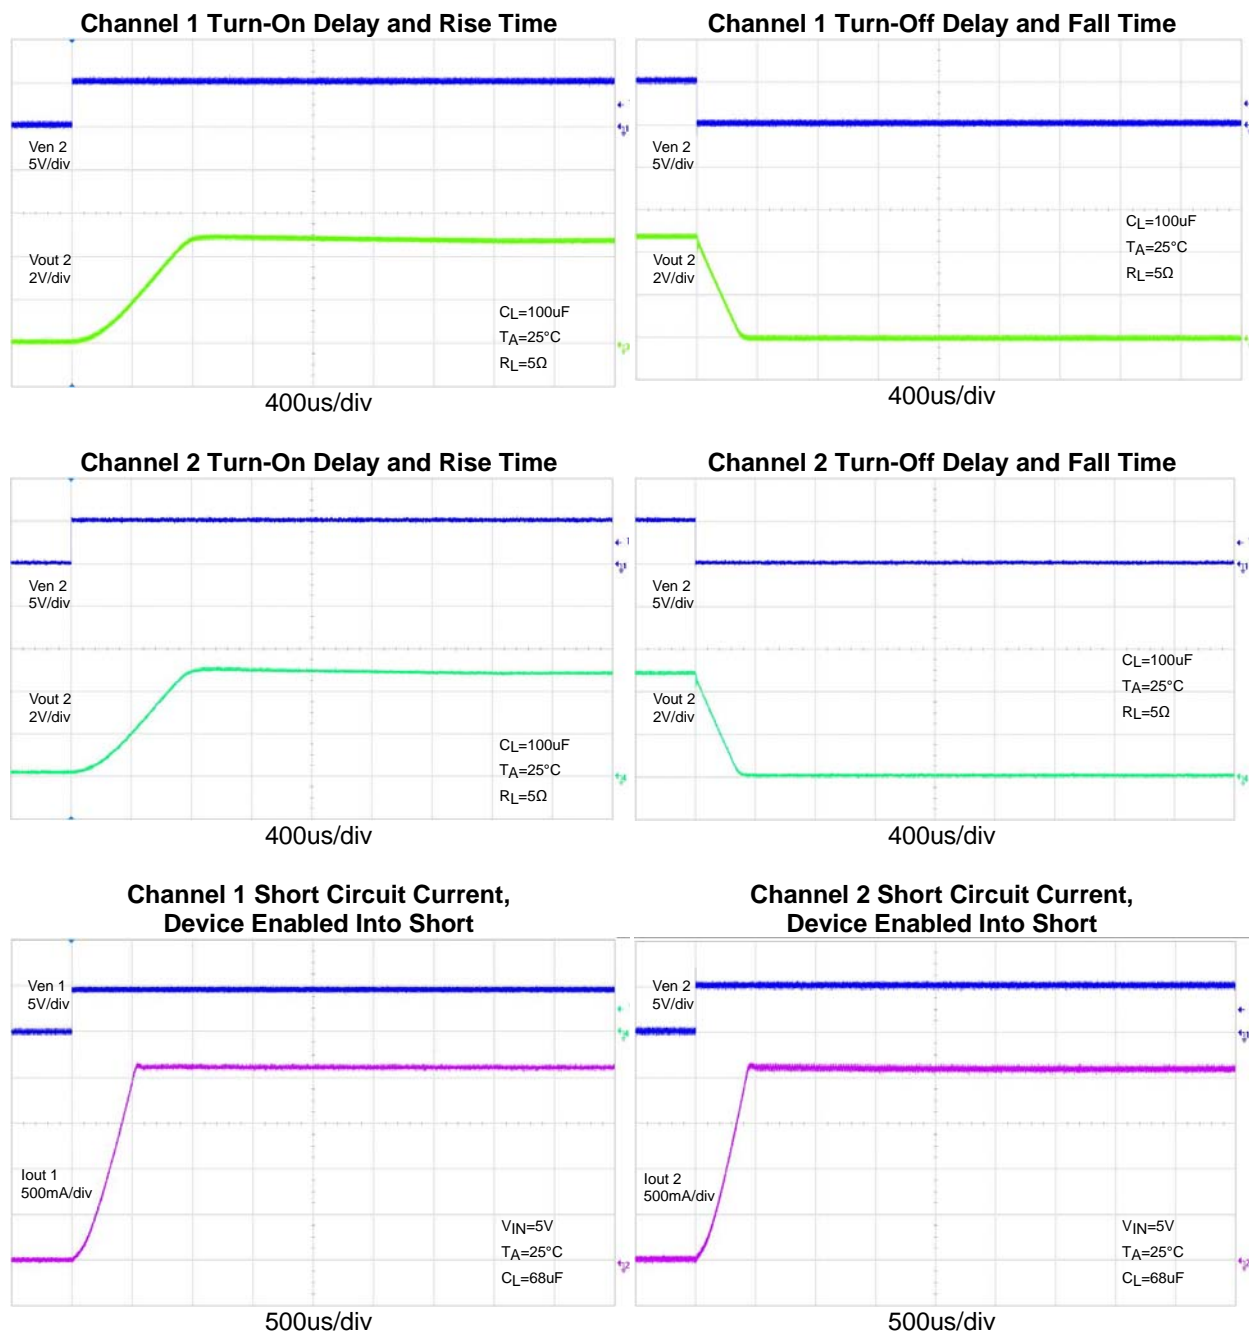 Channel 1 Turn-On Delay and Rise Time
Ven 2
5V/div
Vout 2
2V/div
CL=100uF
TA=25°C
RL=5Ω
400us/div
Channel 1 Turn-Off Delay and Fall Time
Ven 2
5V/div
Vout 2
2V/div
CL=100uF
TA=25°C
RL=5Ω
400us/div
Channel 2 Turn-On Delay and Rise Time
Ven 2
5V/div
Vout 2
2V/div
CL=100uF
TA=25°C
RL=5Ω
400us/div
Channel 2 Turn-Off Delay and Fall Time
Ven 2
5V/div
Vout 2
2V/div
CL=100uF
TA=25°C
RL=5Ω
400us/div
Channel 1 Short Circuit Current,
Device Enabled Into Short
Ven 1
5V/div
Iout 1
500mA/div
VIN=5V
TA=25°C
CL=68uF
500us/div
Channel 2 Short Circuit Current,
Device Enabled Into Short
Ven 2
5V/div
Iout 2
500mA/div
VIN=5V
TA=25°C
CL=68uF
500us/div